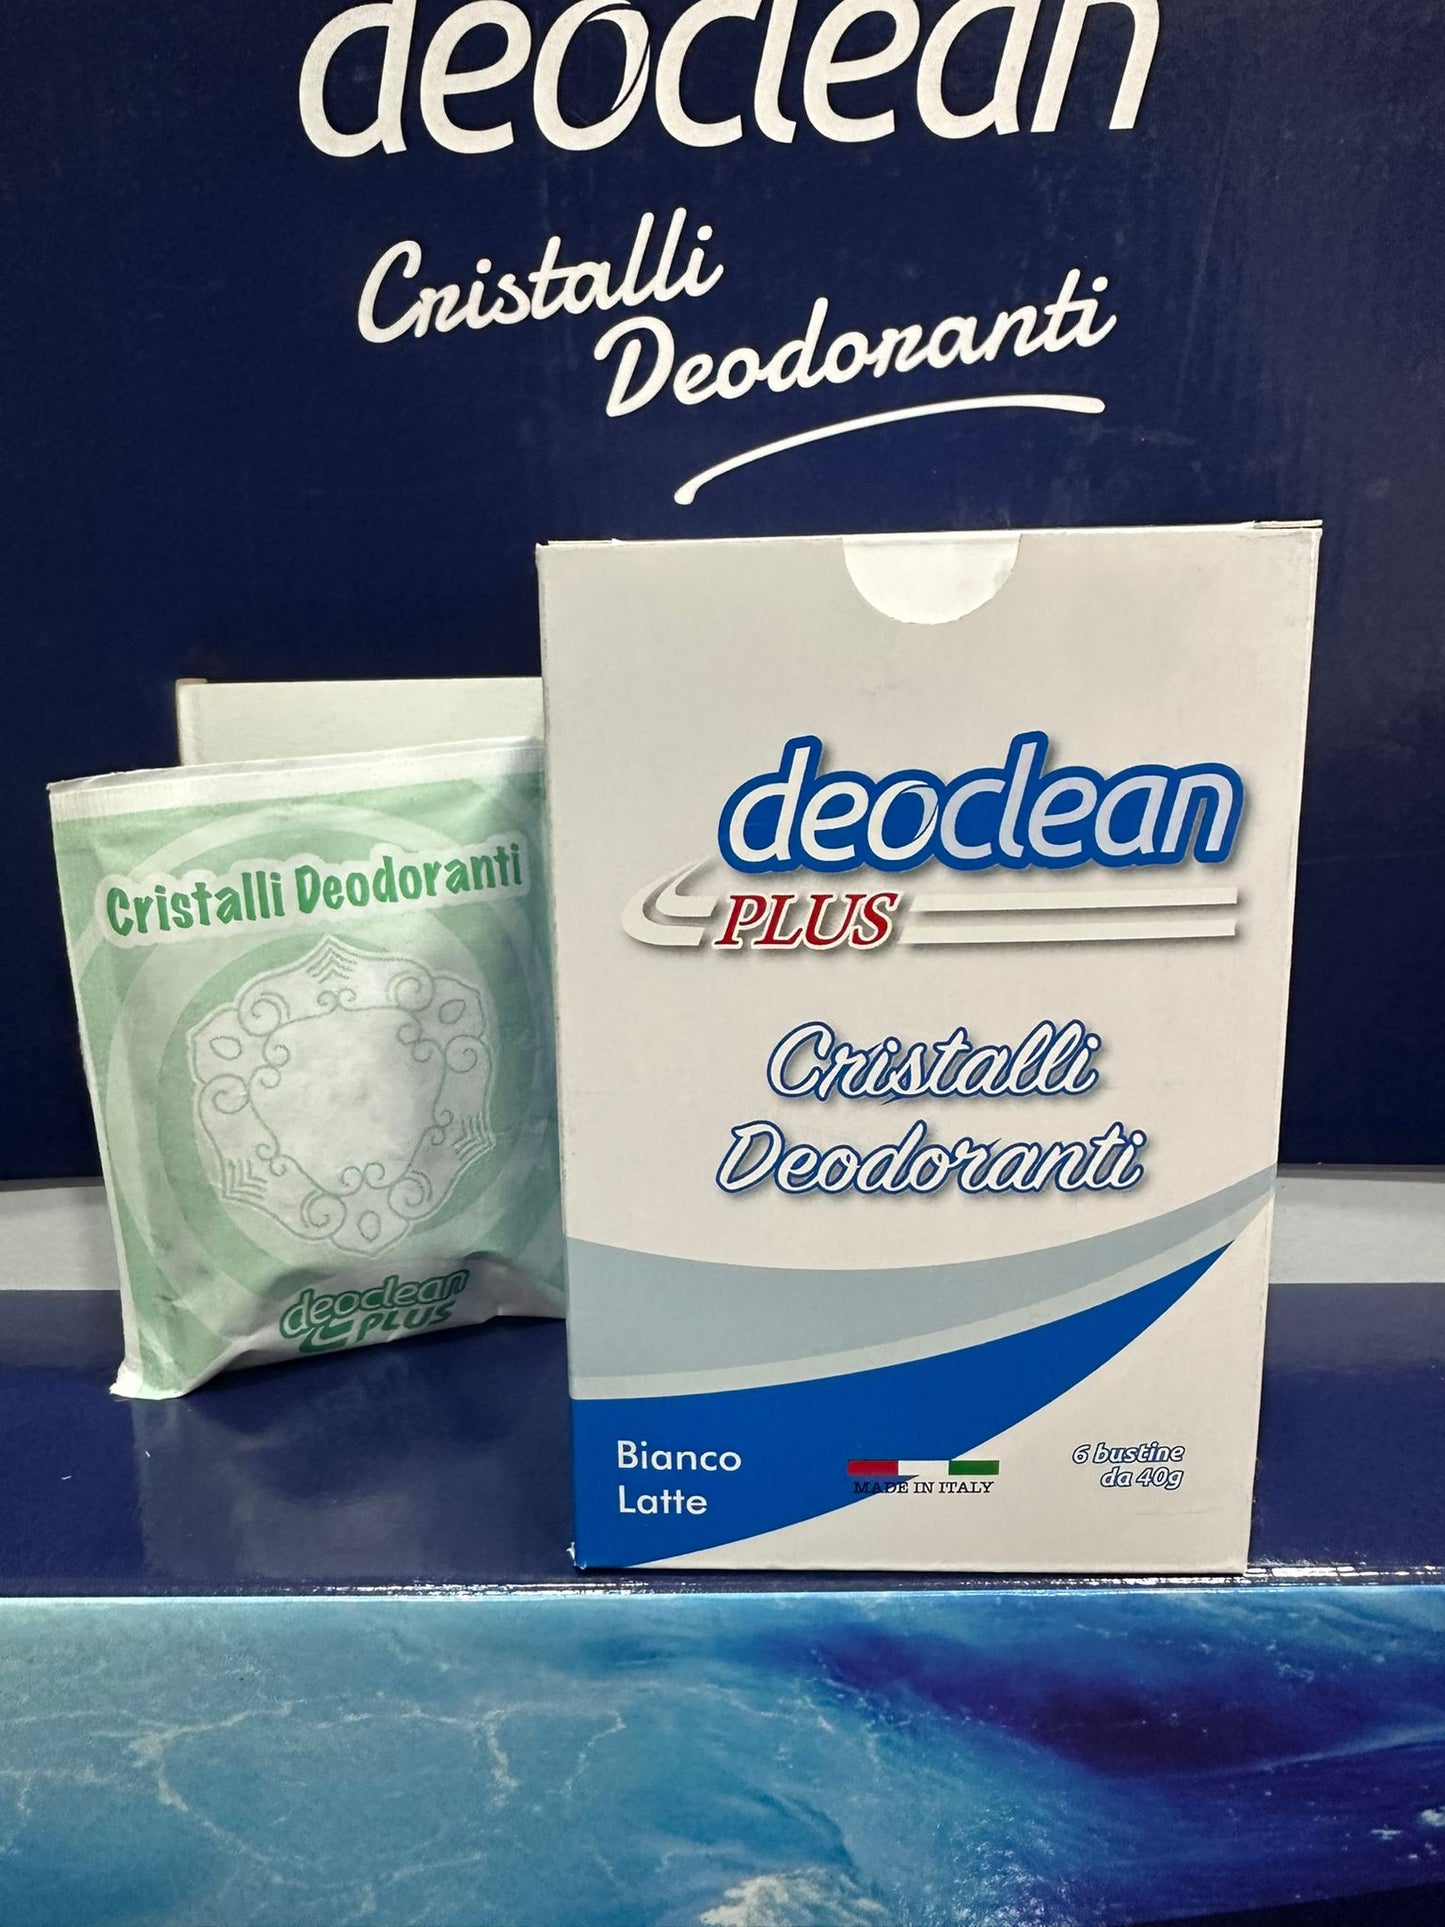 deoclean
Cristalli
Deodoranti
deoclean
PLUS
Cristalli
Deodoranti
Bianco
Latte
MADE IN ITALY
6 bustine
da 40g
Cristalli Deodoranti
deoclean
PLUS